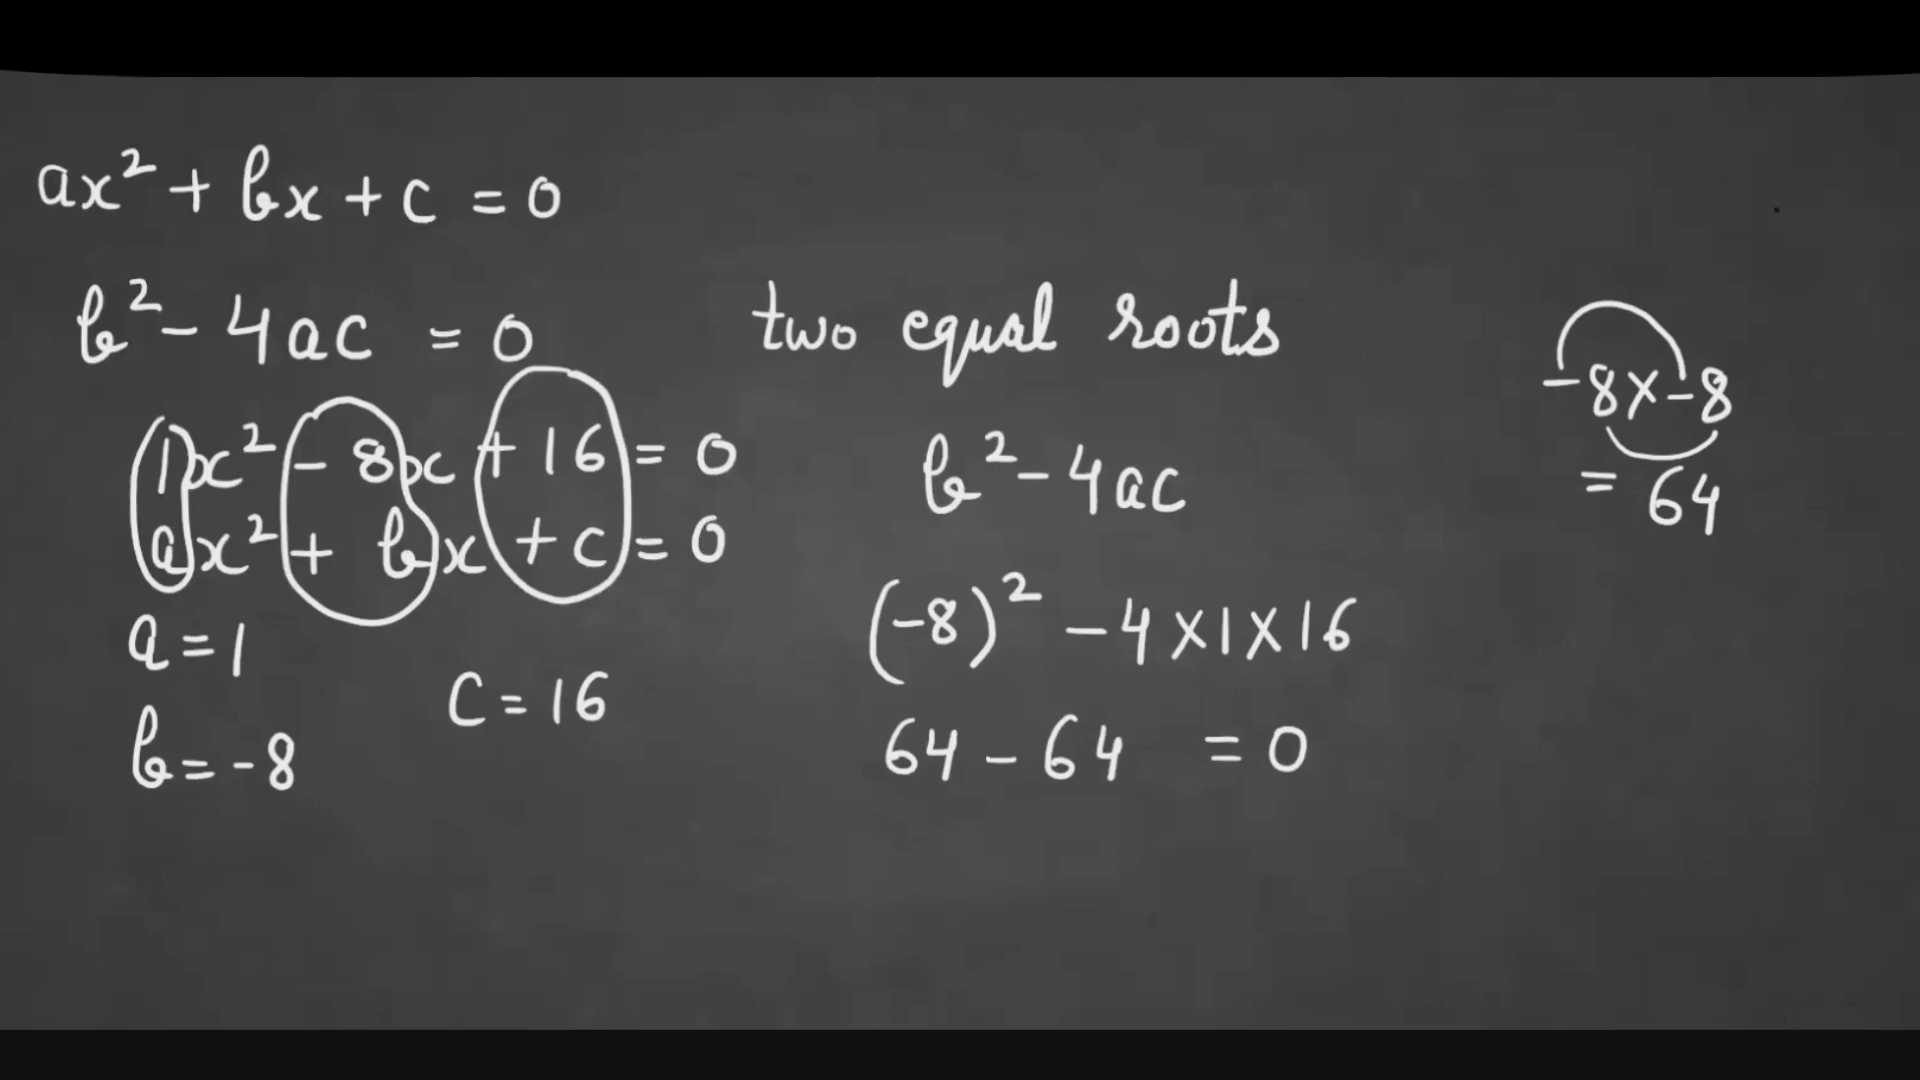 ax² + bx + c = 0
b² - 4ac = 0
two equal roots
1x² - 8x + 16 = 0
ax² + bx + c = 0
a = 1
b = -8
c = 16
b² - 4ac
(-8)² - 4 x 1 x 16
64 - 64 = 0
-8 x -8
= 64